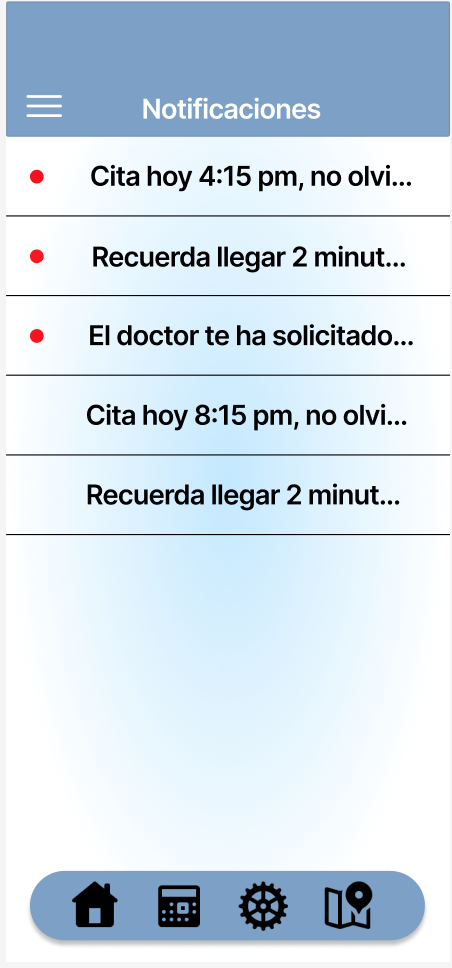 Notificaciones
Cita hoy 4:15 pm, no olvi...
Recuerda llegar 2 minut...
El doctor te ha solicitado...
Cita hoy 8:15 pm, no olvi...
Recuerda llegar 2 minut...